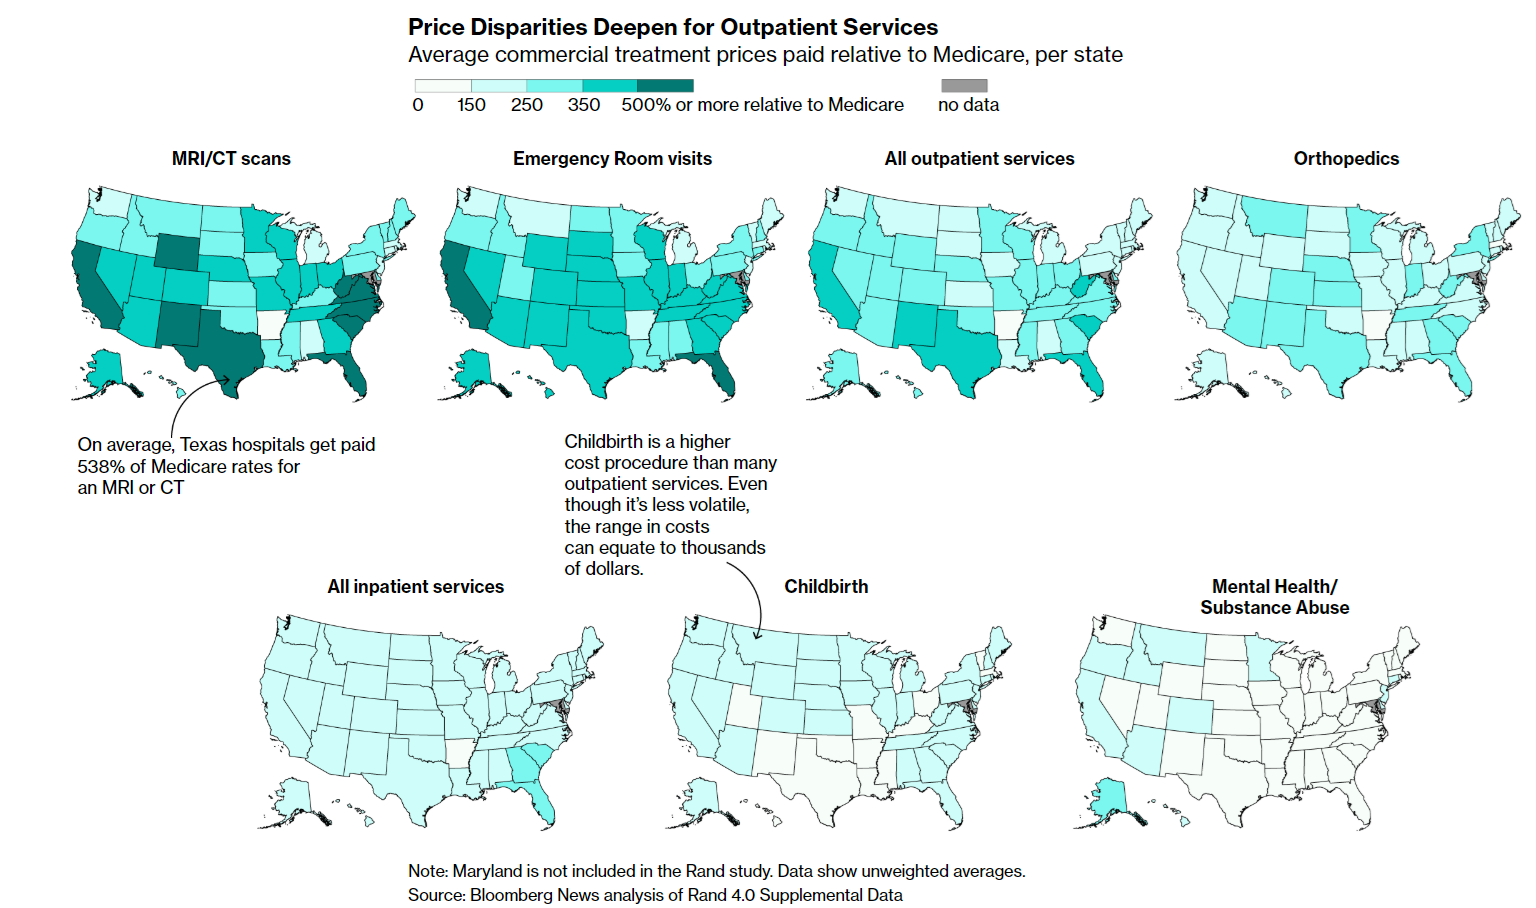 Price Disparities Deepen for Outpatient Services
Average commercial treatment prices paid relative to Medicare, per state
0 150 250 350 500% or more relative to Medicare no data
MRI/CT scans
Emergency Room visits
All outpatient services
Orthopedics
On average, Texas hospitals get paid
538% of Medicare rates for
an MRI or CT
Childbirth is a higher
cost procedure than many
outpatient services. Even
though it's less volatile,
the range in costs
can equate to thousands
of dollars.
All inpatient services
Childbirth
Mental Health/
Substance Abuse
Note: Maryland is not included in the Rand study. Data show unweighted averages.
Source: Bloomberg News analysis of Rand 4.0 Supplemental Data